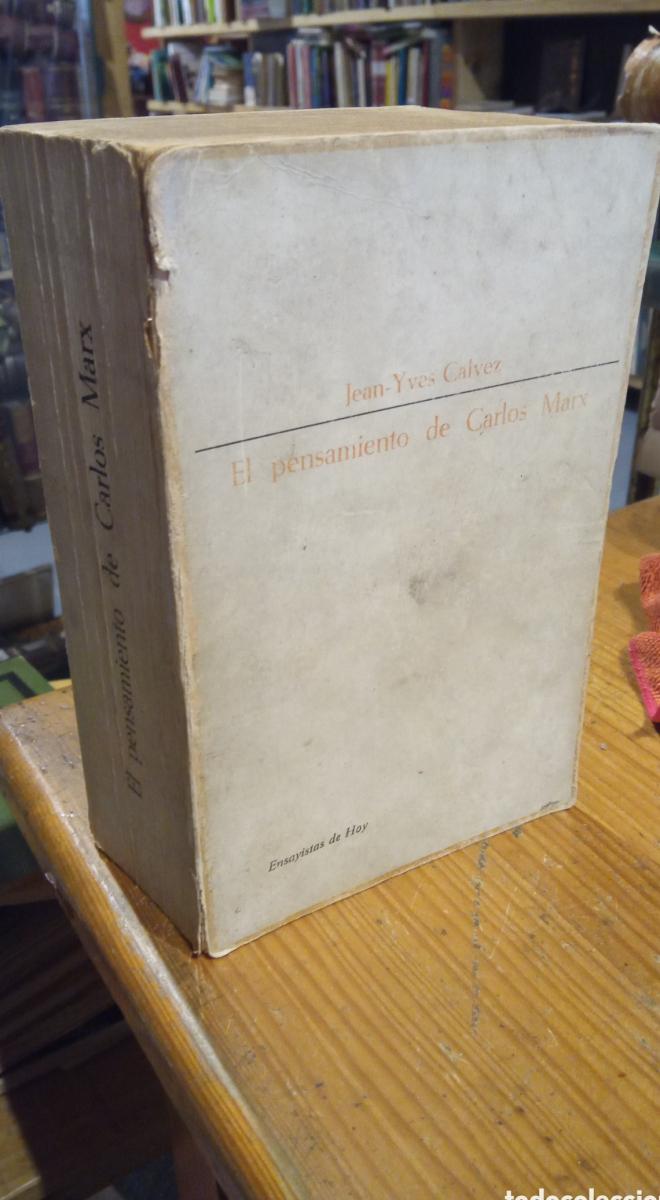 El pensamiento de Carlos Marx
Jean-Yves Calvez
El pensamiento de Carlos Marx
Ensayistas de Hoy